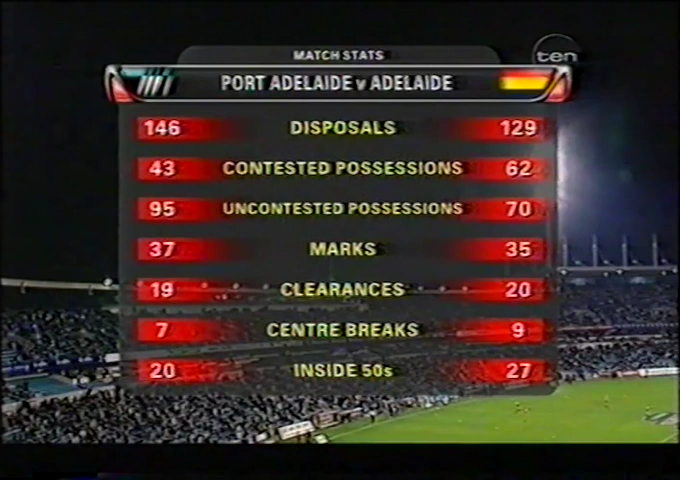 ten
MATCH STATS
PORT ADELAIDE v ADELAIDE
146 DISPOSALS 129
43 CONTESTED POSSESSIONS 62
95 UNCONTESTED POSSESSIONS 70
37 MARKS 35
19 CLEARANCES 20
7 CENTRE BREAKS 9
20 INSIDE 50s 27